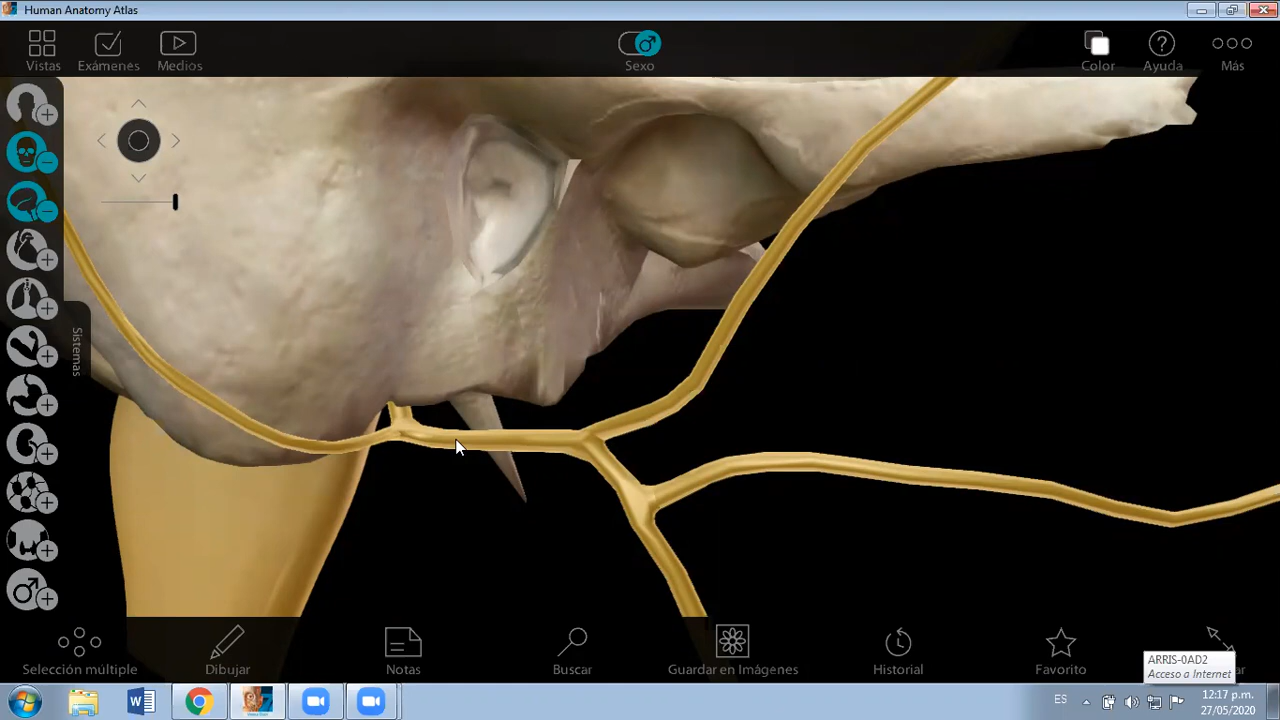 Human Anatomy Atlas
Vistas
Exámenes
Medios
Sexo
Color
Ayuda
Más
Sistemas
Selección múltiple
Dibujar
Notas
Buscar
Guardar en Imágenes
Historial
Favorito
ARRIS-0AD2
Acceso a Internet
ES
12:17 p.m.
27/05/2020